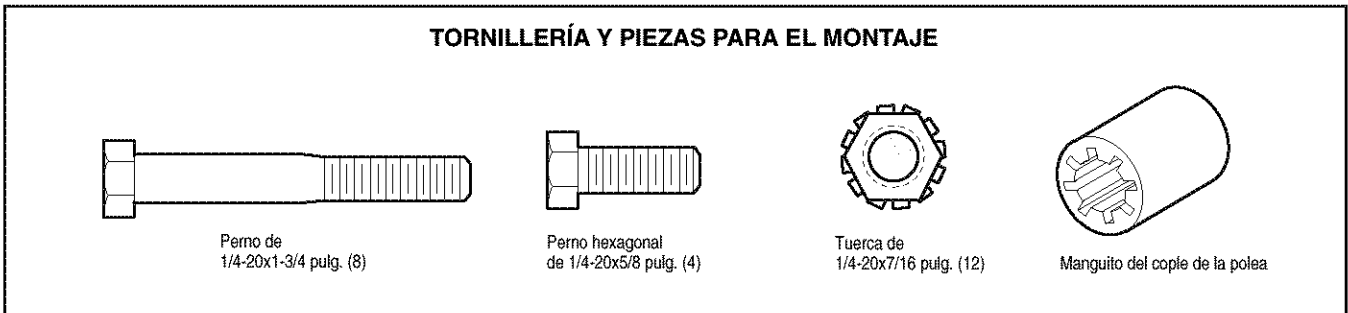 TORNILLERÍA Y PIEZAS PARA EL MONTAJE
Perno de
1/4-20x1-3/4 pulg. (8)
Perno hexagonal
de 1/4-20x5/8 pulg. (4)
Tuerca de
1/4-20x7/16 pulg. (12)
Manguito del cople de la polea